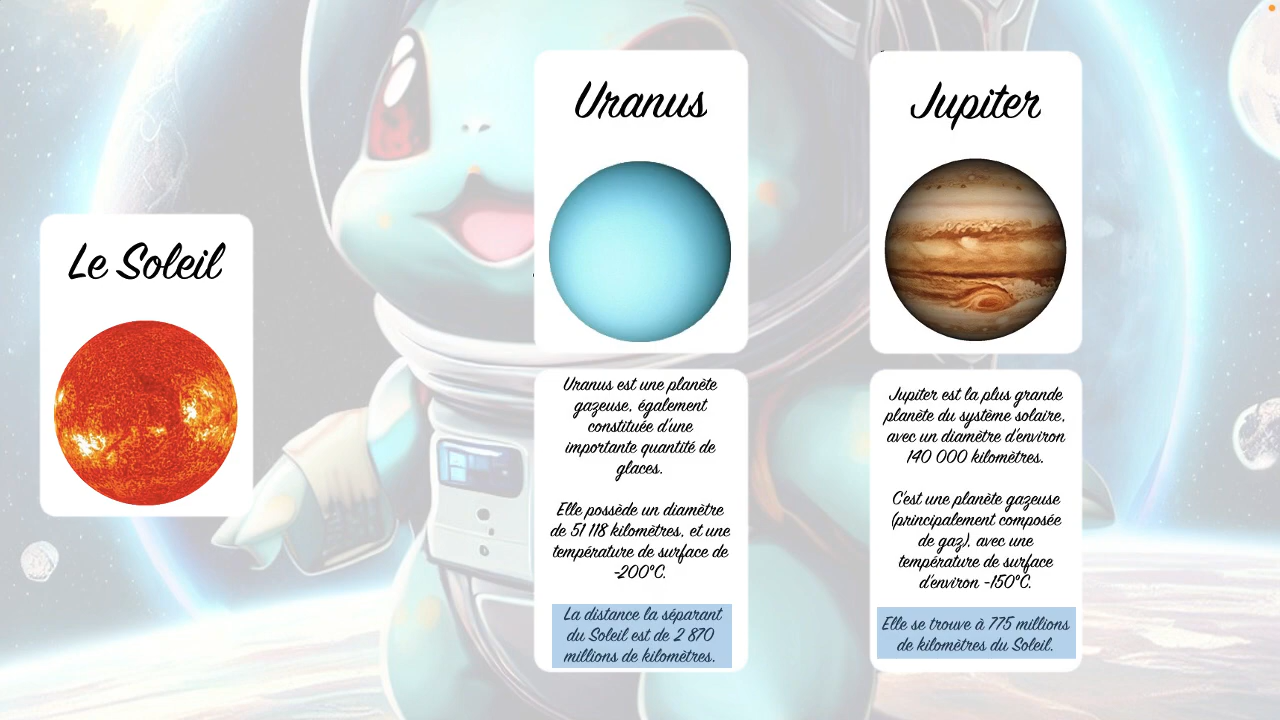 Le Soleil
Uranus
Uranus est une planète
gazeuse, également
constituée d'une
importante quantité de
glaces.
Elle possède un diamètre
de 51 118 kilomètres, et une
température de surface de
-200°C.
La distance la séparant
du Soleil est de 2 870
millions de kilomètres.
Jupiter
Jupiter est la plus grande
planète du système solaire,
avec un diamètre d'environ
140 000 kilomètres.
C'est une planète gazeuse
(principalement composée
de gaz), avec une
température de surface
d'environ -150°C.
Elle se trouve à 775 millions
de kilomètres du Soleil.